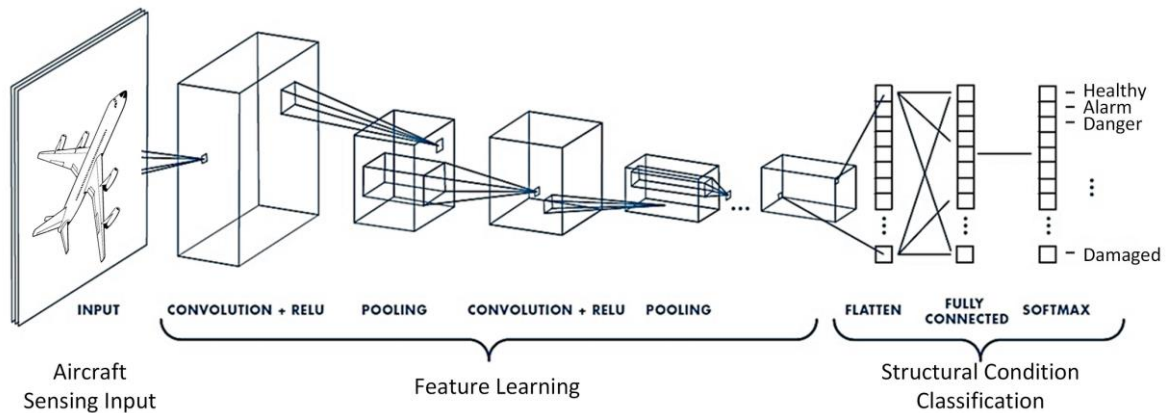 Healthy
Alarm
Danger
Damaged
INPUT
CONVOLUTION + RELU
POOLING
CONVOLUTION + RELU
POOLING
FLATTEN
FULLY
CONNECTED
SOFTMAX
Aircraft
Sensing Input
Feature Learning
Structural Condition
Classification